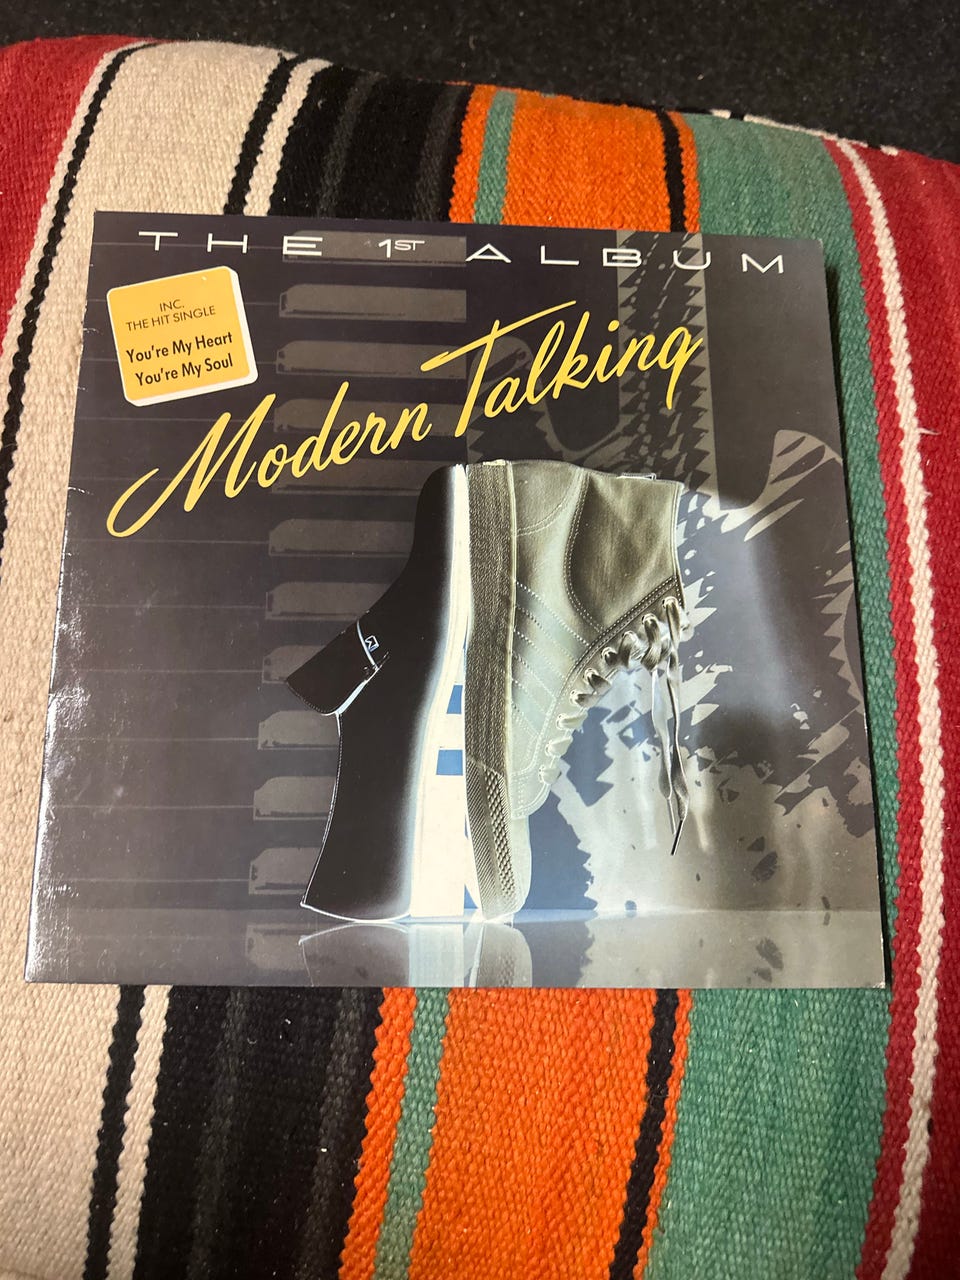 THE 1ST ALBUM
INC.
THE HIT SINGLE
You're My Heart
You're My Soul
Modern Talking